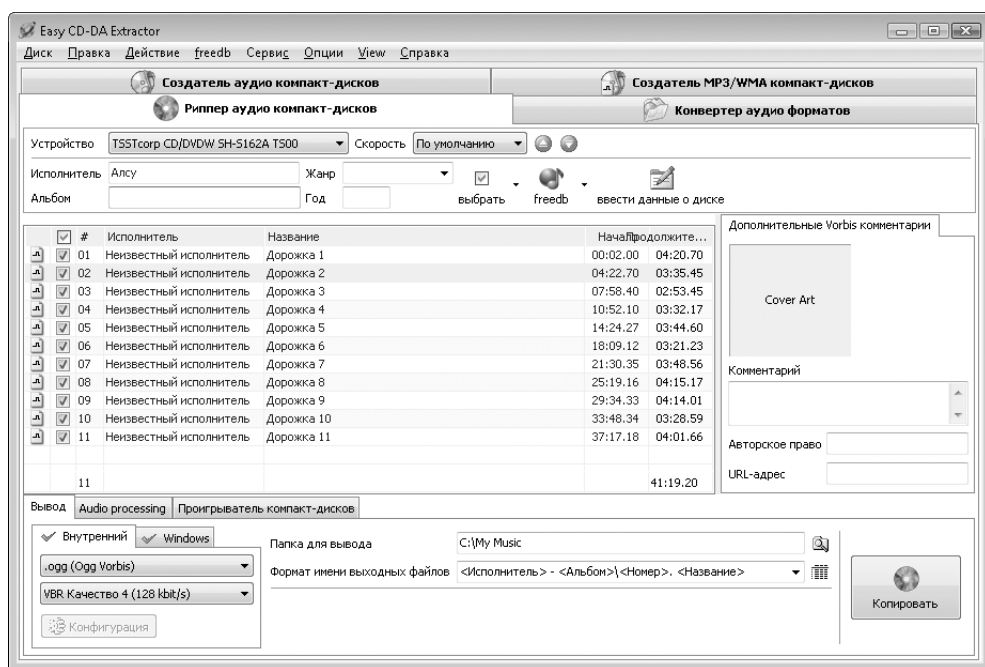 Easy CD-DA Extractor
Диск Правка Действие freedb Сервис Опции View Справка
Создатель аудио компакт-дисков Создатель MP3/WMA компакт-дисков
Риппер аудио компакт-дисков Конвертер аудио форматов
Устройство TSSTcorp CD/DVDW SH-S162A TS00 Скорость По умолчанию
Исполнитель Алсу Жанр
Альбом Год выбрать freedb ввести данные о диске
# Исполнитель Название Начало Продолжите...
01 Неизвестный исполнитель Дорожка 1 00:02.00 04:20.70
02 Неизвестный исполнитель Дорожка 2 04:22.70 03:35.45
03 Неизвестный исполнитель Дорожка 3 07:58.40 02:53.45
04 Неизвестный исполнитель Дорожка 4 10:52.10 03:32.17
05 Неизвестный исполнитель Дорожка 5 14:24.27 03:44.60
06 Неизвестный исполнитель Дорожка 6 18:09.12 03:21.23
07 Неизвестный исполнитель Дорожка 7 21:30.35 03:48.56
08 Неизвестный исполнитель Дорожка 8 25:19.16 04:15.17
09 Неизвестный исполнитель Дорожка 9 29:34.33 04:14.01
10 Неизвестный исполнитель Дорожка 10 33:48.34 03:28.59
11 Неизвестный исполнитель Дорожка 11 37:17.18 04:01.66
11 41:19.20
Дополнительные Vorbis комментарии
Cover Art
Комментарий
Авторское право
URL-адрес
Вывод Audio processing Проигрыватель компакт-дисков
Внутренний Windows
.ogg (Ogg Vorbis)
VBR Качество 4 (128 kbit/s)
Конфигурация
Папка для вывода C:\My Music
Формат имени выходных файлов <Исполнитель> - <Альбом>\<Номер>. <Название>
Копировать